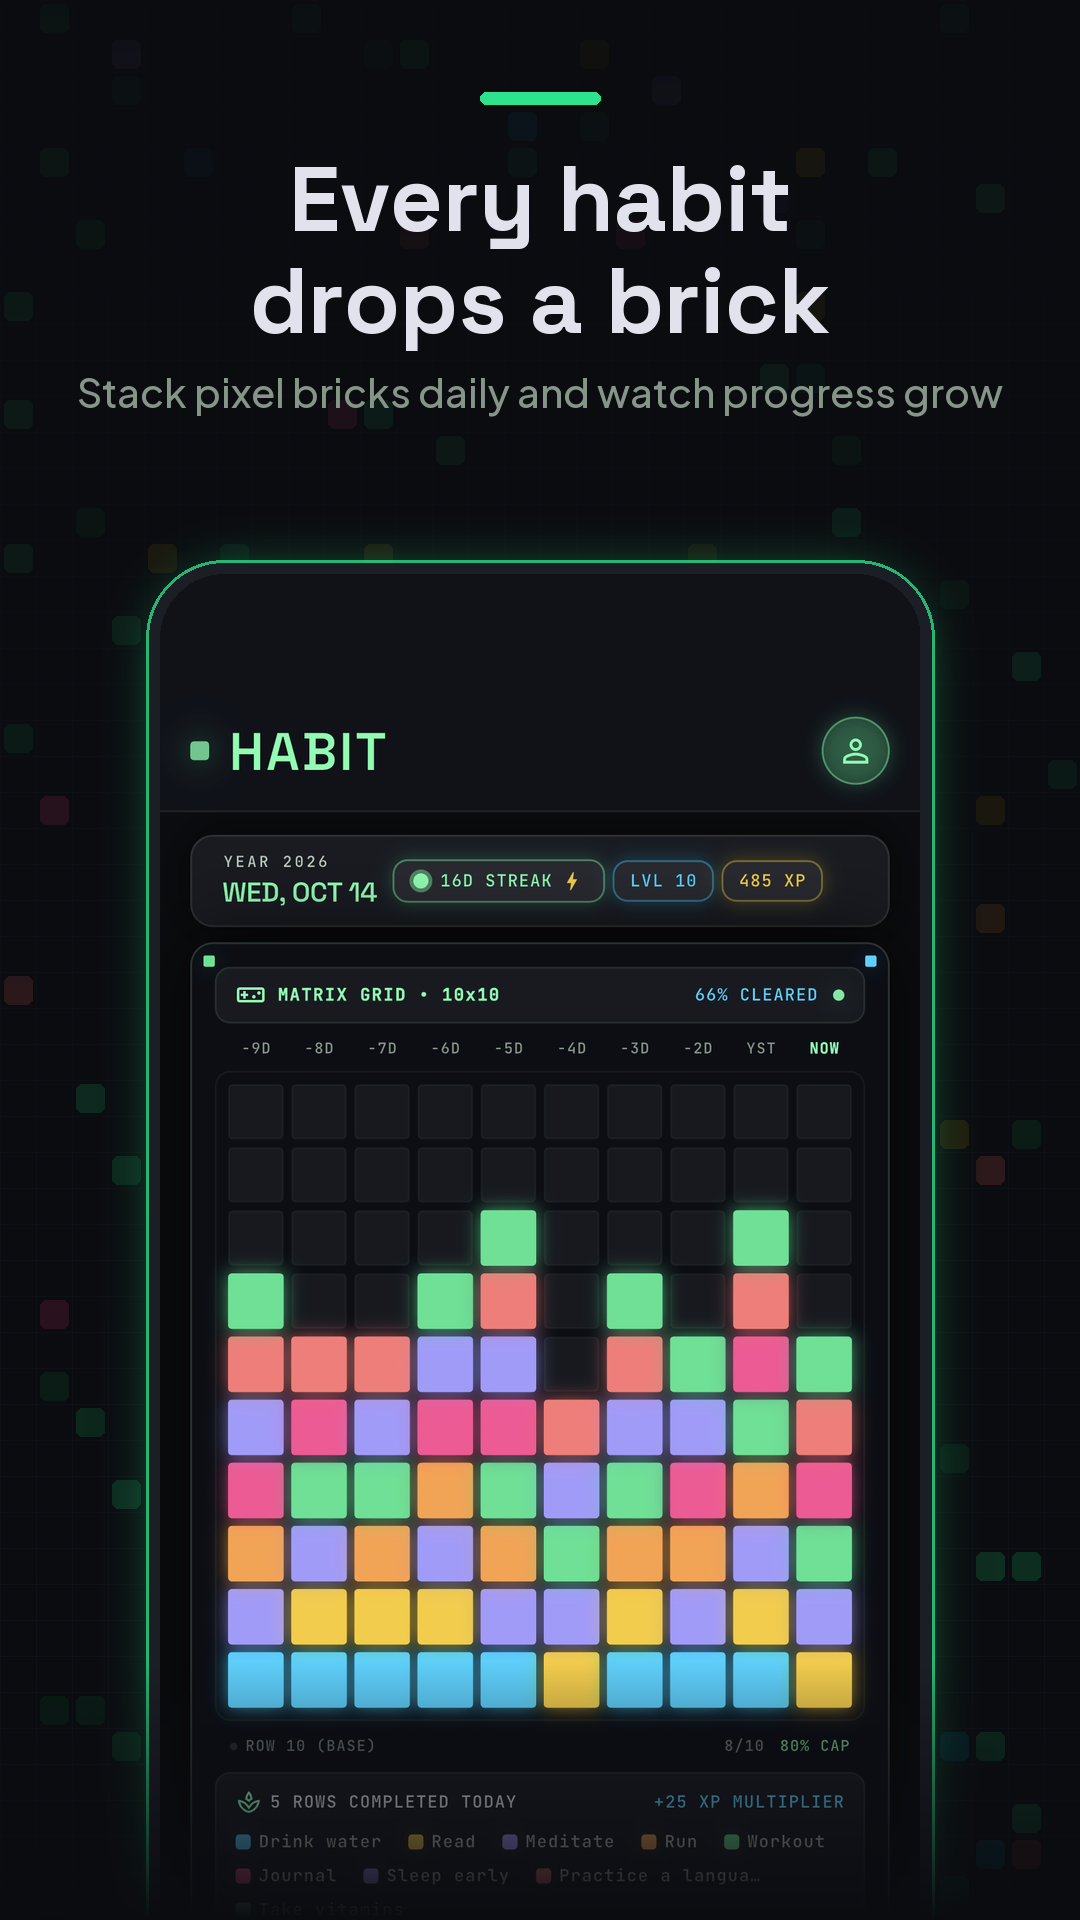 Every habit
drops a brick
Stack pixel bricks daily and watch progress grow
HABIT
YEAR 2026
WED, OCT 14
16D STREAK
LVL 10
485 XP
MATRIX GRID • 10x10
66% CLEARED
-9D -8D -7D -6D -5D -4D -3D -2D YST NOW
ROW 10 (BASE)
8/10 80% CAP
5 ROWS COMPLETED TODAY
+25 XP MULTIPLIER
Drink water Read Meditate Run Workout
Journal Sleep early Practice a langua…
Take vitamins